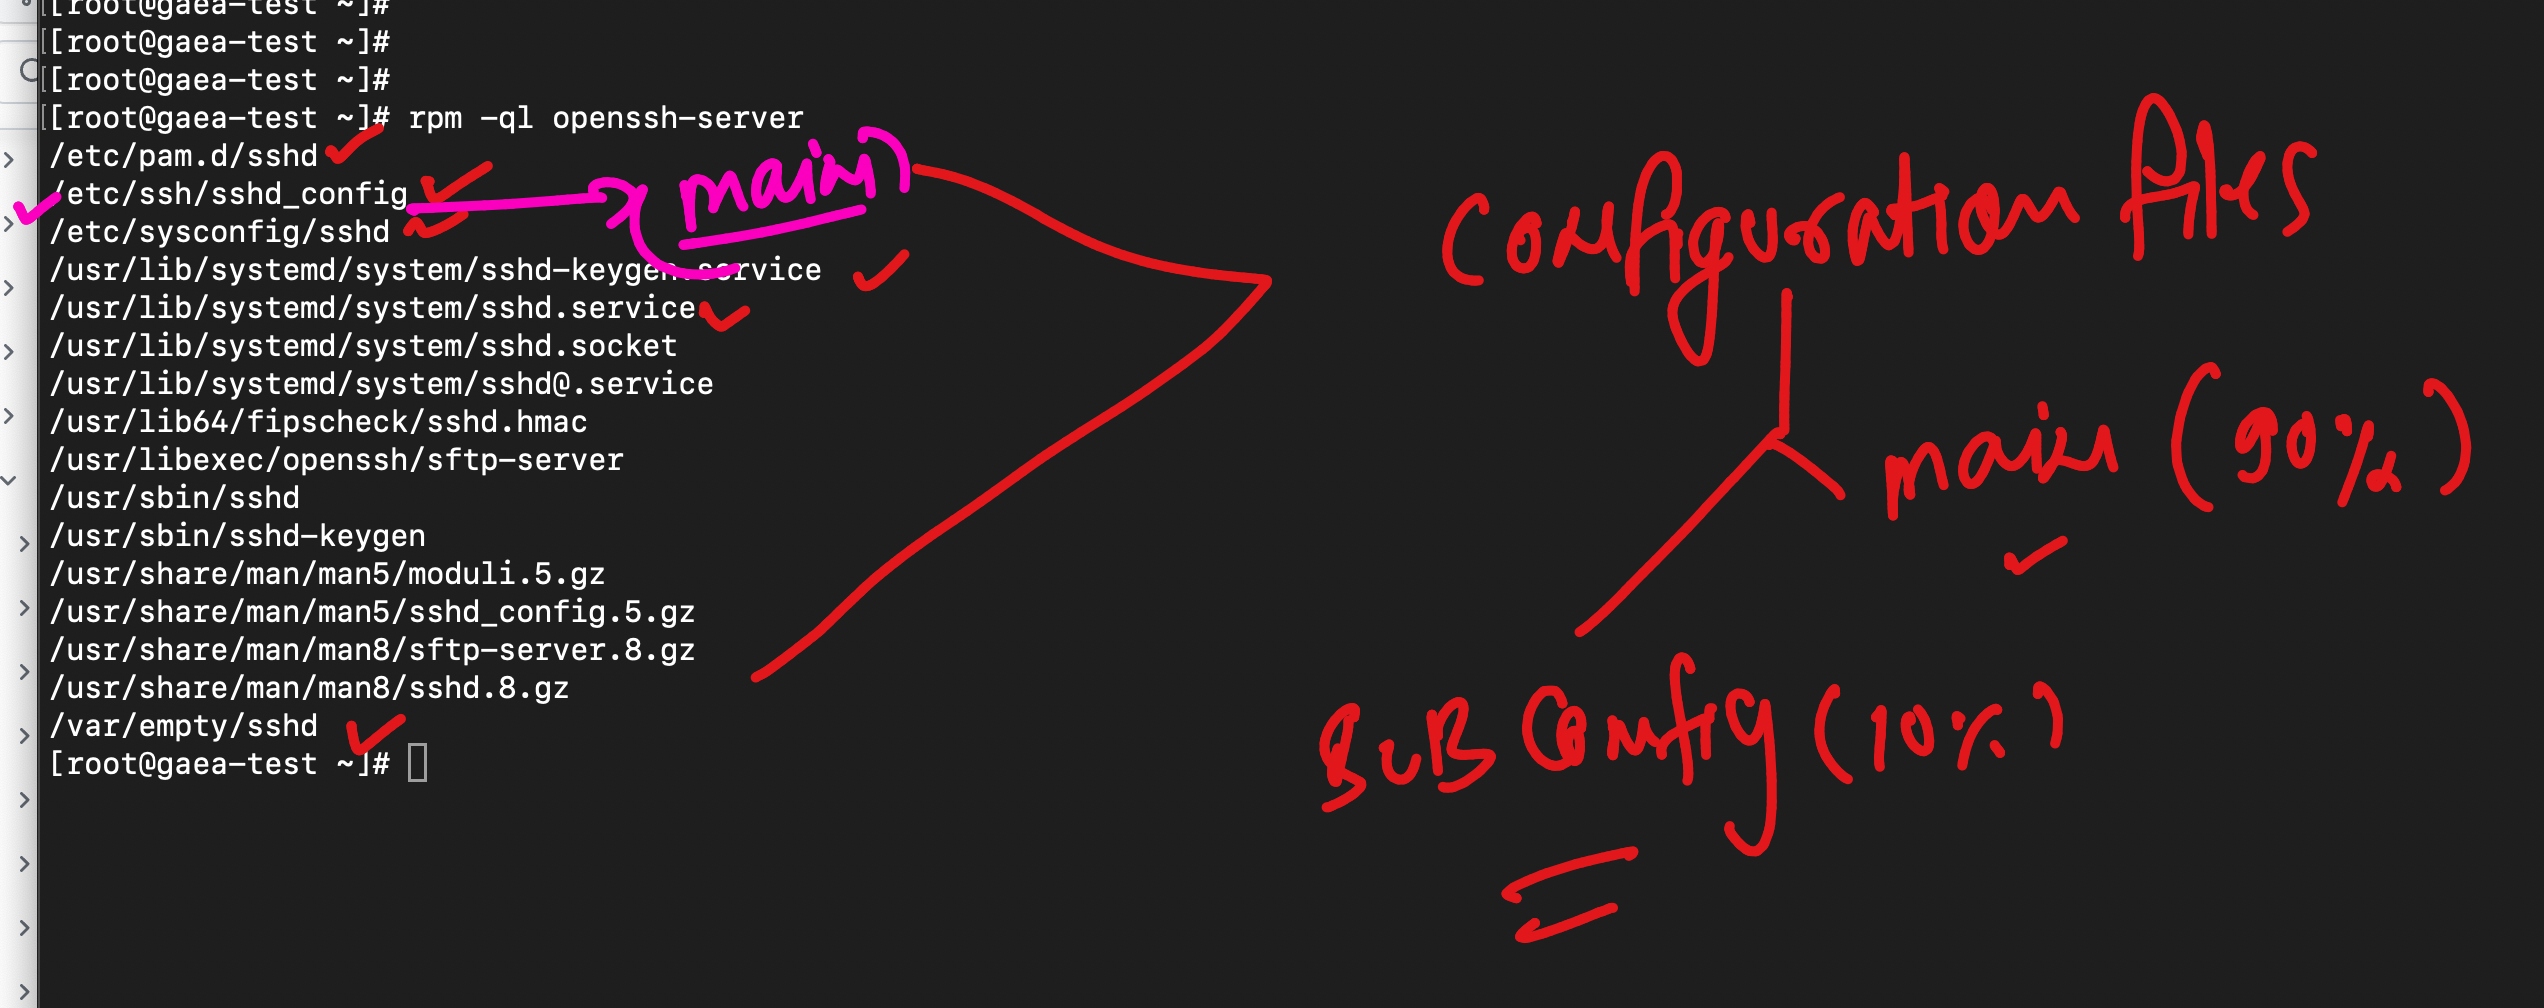 [root@gaea-test ~]#
[root@gaea-test ~]#
[root@gaea-test ~]#
[root@gaea-test ~]# rpm -ql openssh-server
/etc/pam.d/sshd
/etc/ssh/sshd_config
(main)
/etc/sysconfig/sshd
/usr/lib/systemd/system/sshd-keygen.service
/usr/lib/systemd/system/sshd.service
/usr/lib/systemd/system/sshd.socket
/usr/lib/systemd/system/sshd@.service
/usr/lib64/fipscheck/sshd.hmac
/usr/libexec/openssh/sftp-server
/usr/sbin/sshd
/usr/sbin/sshd-keygen
/usr/share/man/man5/moduli.5.gz
/usr/share/man/man5/sshd_config.5.gz
/usr/share/man/man8/sftp-server.8.gz
/usr/share/man/man8/sshd.8.gz
/var/empty/sshd
[root@gaea-test ~]#
Configuration files
main (90%)
SUB Config (10%)